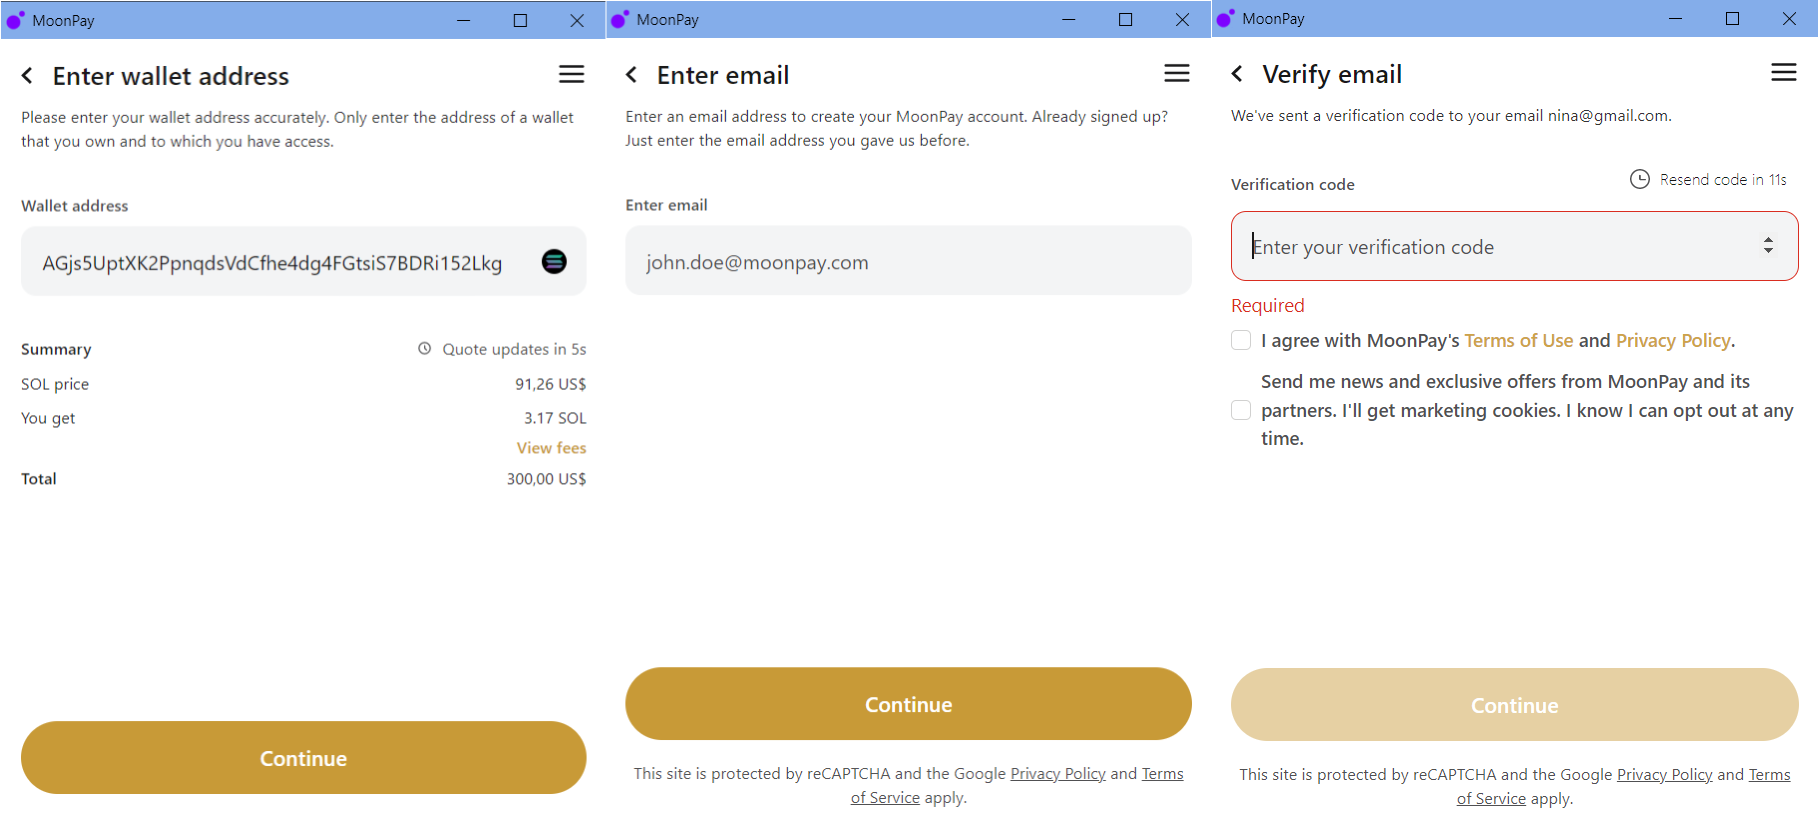 MoonPay
Enter wallet address
Please enter your wallet address accurately. Only enter the address of a wallet
that you own and to which you have access.
Wallet address
AGjs5UptXK2PpnqdsVdCfhe4dg4FGtsiS7BDRi152Lkg
Summary
Quote updates in 5s
SOL price
91,26 US$
You get
3.17 SOL
View fees
Total
300,00 US$
Continue
MoonPay
Enter email
Enter an email address to create your MoonPay account. Already signed up?
Just enter the email address you gave us before.
Enter email
john.doe@moonpay.com
Continue
This site is protected by reCAPTCHA and the Google Privacy Policy and Terms
of Service apply.
MoonPay
Verify email
We've sent a verification code to your email nina@gmail.com.
Verification code
Resend code in 11s
Enter your verification code
Required
I agree with MoonPay's Terms of Use and Privacy Policy.
Send me news and exclusive offers from MoonPay and its
partners. I'll get marketing cookies. I know I can opt out at any
time.
Continue
This site is protected by reCAPTCHA and the Google Privacy Policy and Terms
of Service apply.